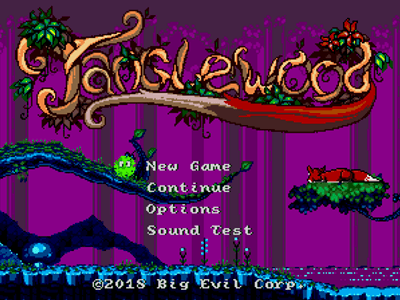 Tanglewood
New Game
Continue
Options
Sound Test
©2018 Big Evil Corp.